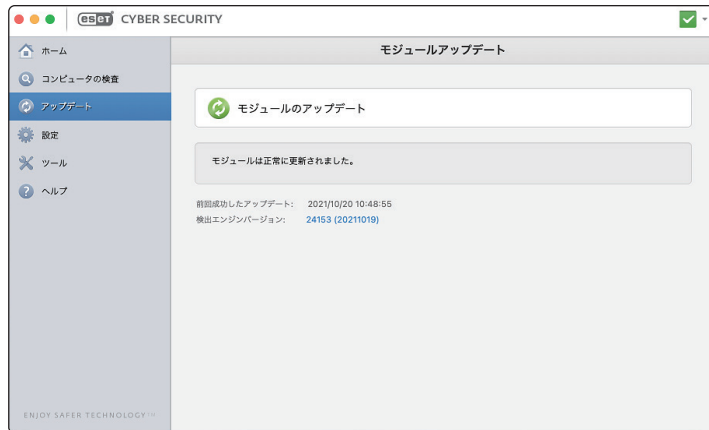 eset CYBER SECURITY
ホーム
コンピュータの検査
アップデート
設定
ツール
ヘルプ
ENJOY SAFER TECHNOLOGY™
モジュールアップデート
モジュールのアップデート
モジュールは正常に更新されました。
前回成功したアップデート: 2021/10/20 10:48:55
検出エンジンバージョン: 24153 (20211019)